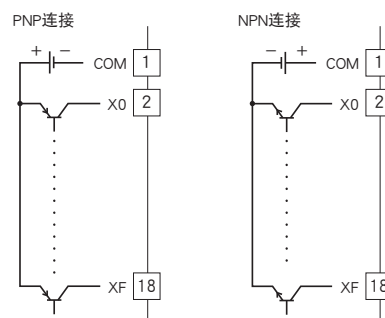 PNP连接
+ −
COM 1
X0 2
XF 18
NPN连接
− +
COM 1
X0 2
XF 18